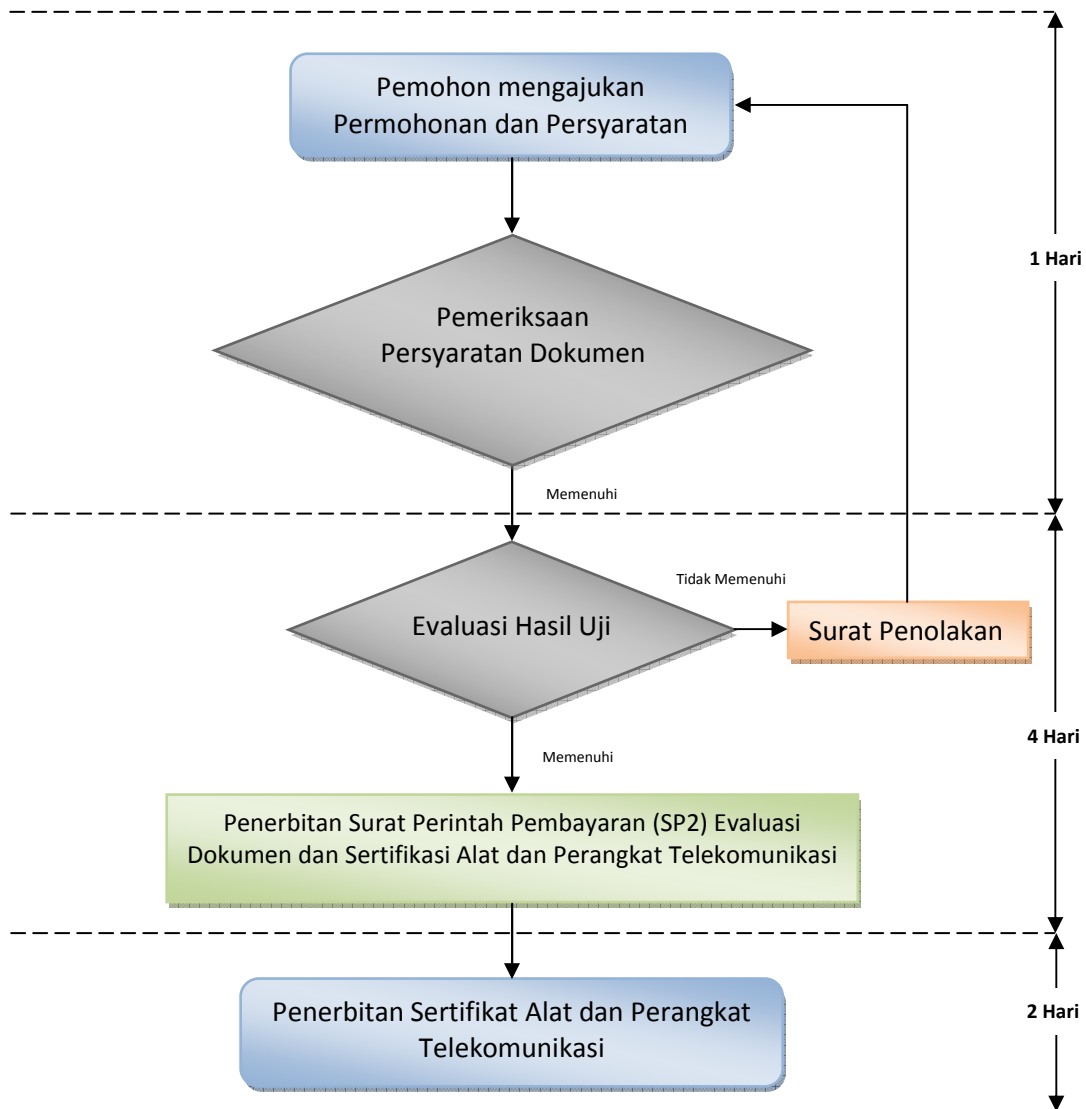 Pemohon mengajukan
Permohonan dan Persyaratan
1 Hari
Pemeriksaan
Persyaratan Dokumen
Memenuhi
Tidak Memenuhi
Evaluasi Hasil Uji
Surat Penolakan
4 Hari
Memenuhi
Penerbitan Surat Perintah Pembayaran (SP2) Evaluasi
Dokumen dan Sertifikasi Alat dan Perangkat Telekomunikasi
Penerbitan Sertifikat Alat dan Perangkat
Telekomunikasi
2 Hari